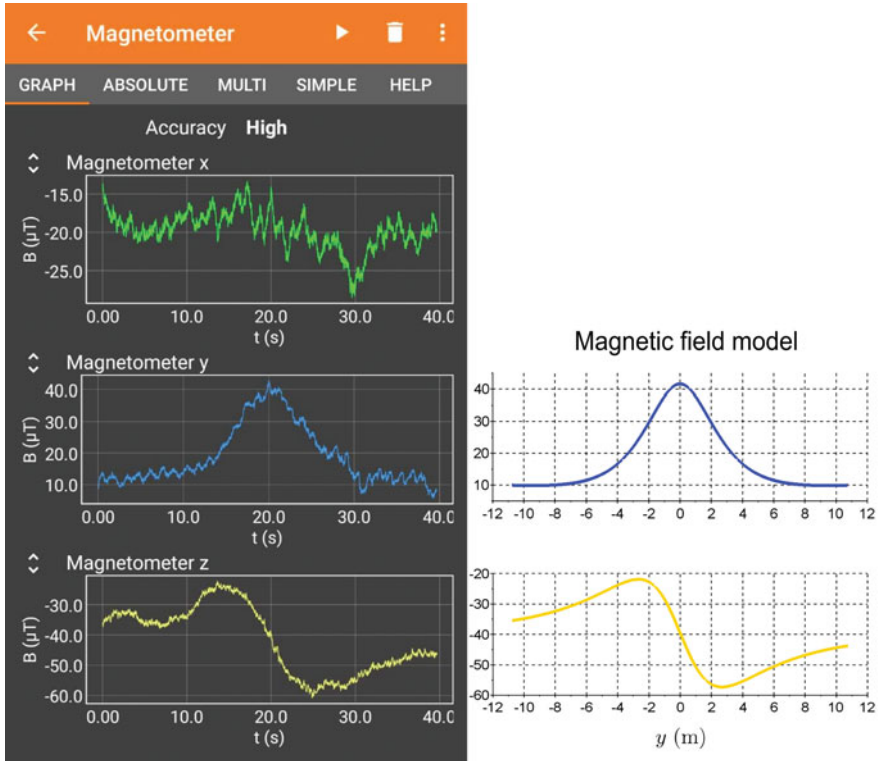 Magnetometer
GRAPH ABSOLUTE MULTI SIMPLE HELP
Accuracy High
Magnetometer x
B (µT)
-15.0
-20.0
-25.0
0.00 10.0 20.0 30.0 40.0
t (s)
Magnetometer y
B (µT)
40.0
30.0
20.0
10.0
0.00 10.0 20.0 30.0 40.0
t (s)
Magnetometer z
B (µT)
-30.0
-40.0
-50.0
-60.0
0.00 10.0 20.0 30.0 40.0
t (s)
Magnetic field model
40
30
20
10
-12 -10 -8 -6 -4 -2 0 2 4 6 8 10 12
-20
-30
-40
-50
-60
-12 -10 -8 -6 -4 -2 0 2 4 6 8 10 12
y (m)